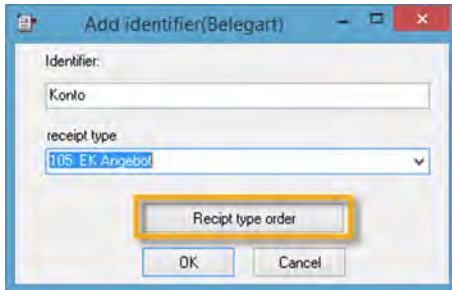 Add identifier(Belegart)
Identifier:
Konto
receipt type
105: EK Angebot
Recipt type order
OK Cancel